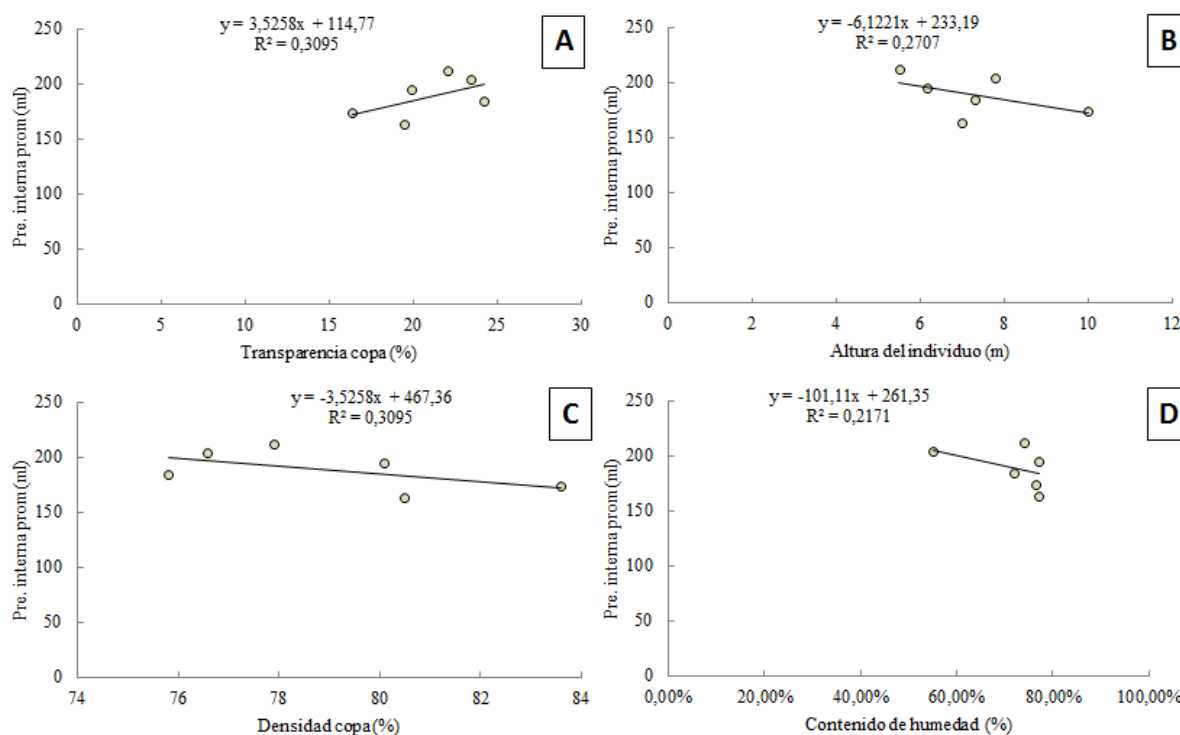 y = 3,5258x + 114,77
R² = 0,3095
A
Pre. interna prom (ml)
250
200
150
100
50
0
0 5 10 15 20 25 30
Transparencia copa (%)
y = -6,1221x + 233,19
R² = 0,2707
B
Pre. interna prom (ml)
250
200
150
100
50
0
0 2 4 6 8 10 12
Altura del individuo (m)
y = -3,5258x + 467,36
R² = 0,3095
C
Pre. interna prom (ml)
250
200
150
100
50
0
74 76 78 80 82 84
Densidad copa (%)
y = -101,11x + 261,35
R² = 0,2171
D
Pre. interna prom (ml)
250
200
150
100
50
0
0,00% 20,00% 40,00% 60,00% 80,00% 100,00%
Contenido de humedad (%)